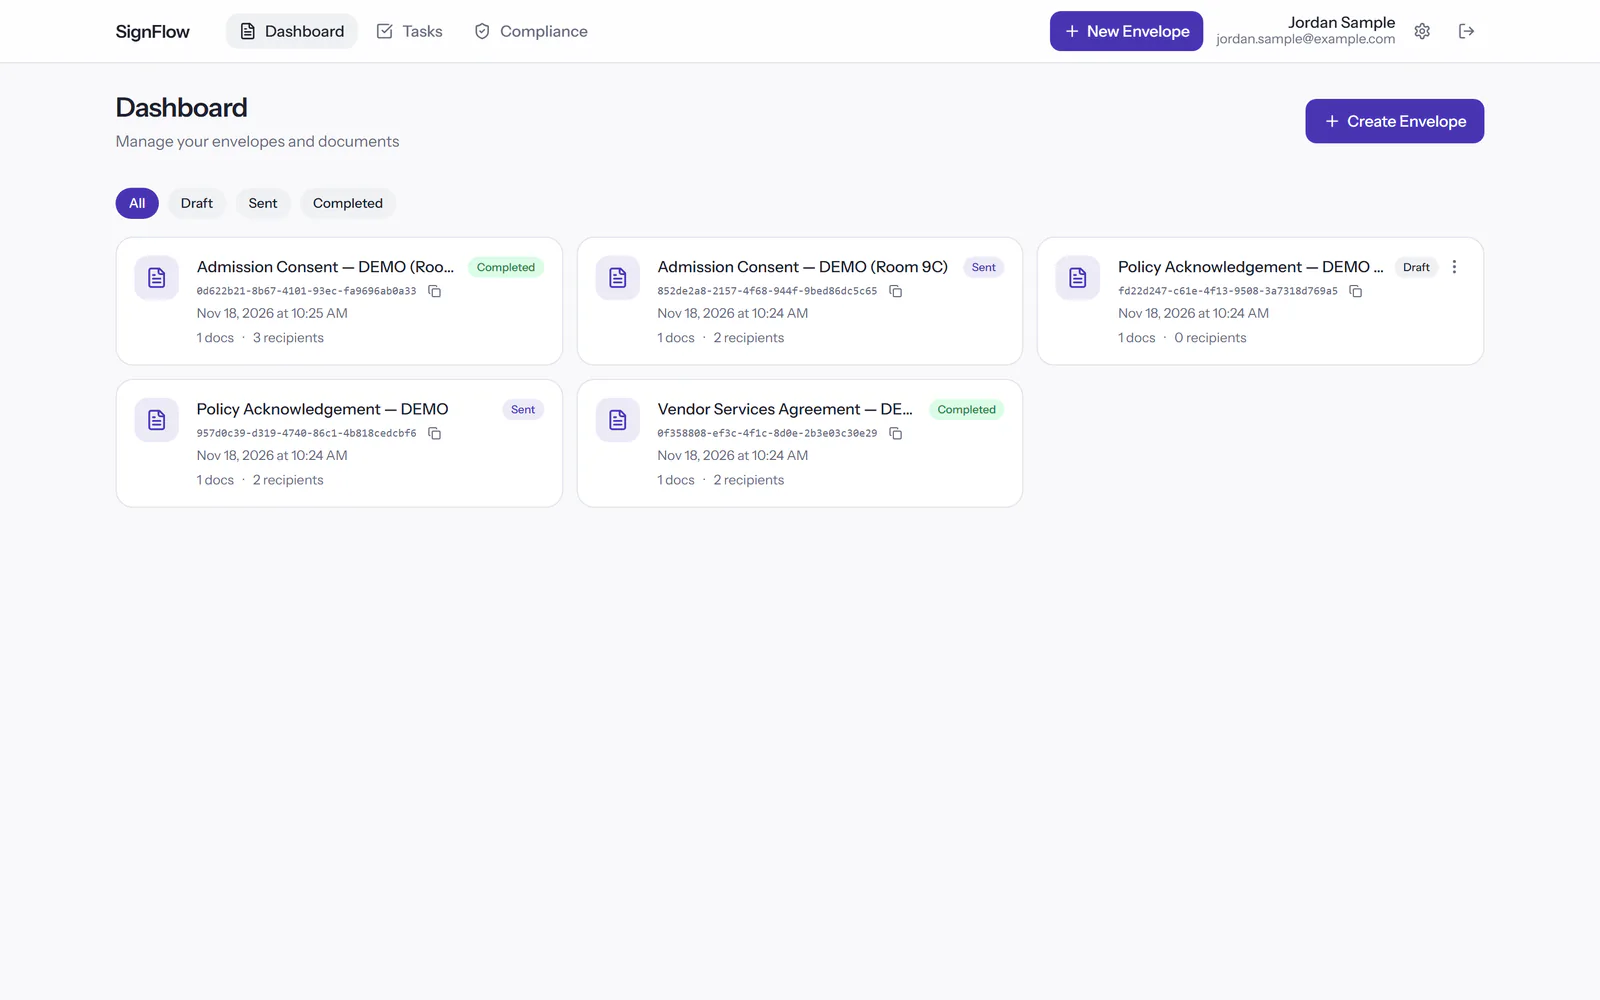 SignFlow
Dashboard
Tasks
Compliance
New Envelope
Jordan Sample
jordan.sample@example.com
Dashboard
Manage your envelopes and documents
Create Envelope
All
Draft
Sent
Completed
Admission Consent — DEMO (Roo...
Completed
0d622b21-8b67-4101-93ec-fa9696ab0a33
Nov 18, 2026 at 10:25 AM
1 docs · 3 recipients
Admission Consent — DEMO (Room 9C)
Sent
852de2a8-2157-4f68-944f-9bed86dc5c65
Nov 18, 2026 at 10:24 AM
1 docs · 2 recipients
Policy Acknowledgement — DEMO ...
Draft
fd22d247-c61e-4f13-9508-3a7318d769a5
Nov 18, 2026 at 10:24 AM
1 docs · 0 recipients
Policy Acknowledgement — DEMO
Sent
957d0c39-d319-4740-86c1-4b818cedcbf6
Nov 18, 2026 at 10:24 AM
1 docs · 2 recipients
Vendor Services Agreement — DE...
Completed
0f358808-ef3c-4f1c-8d0e-2b3e03c30e29
Nov 18, 2026 at 10:24 AM
1 docs · 2 recipients